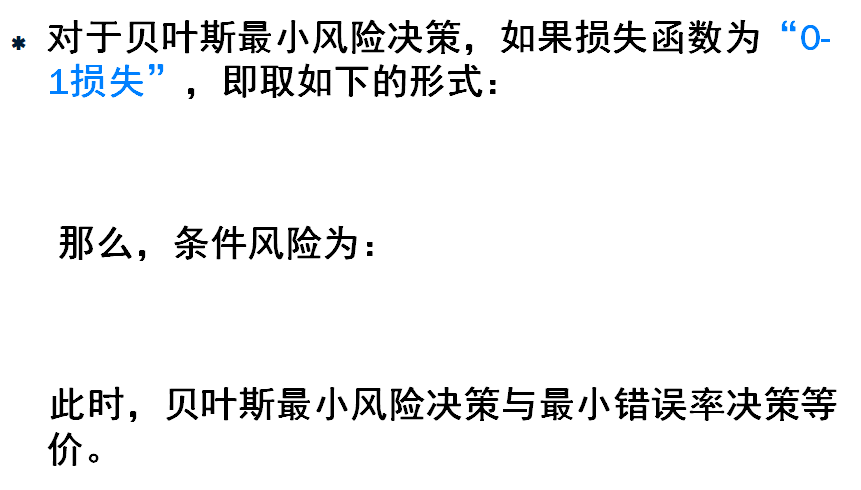 * 对于贝叶斯最小风险决策，如果损失函数为“0-
1损失”，即取如下的形式：
那么，条件风险为：
此时，贝叶斯最小风险决策与最小错误率决策等
价。